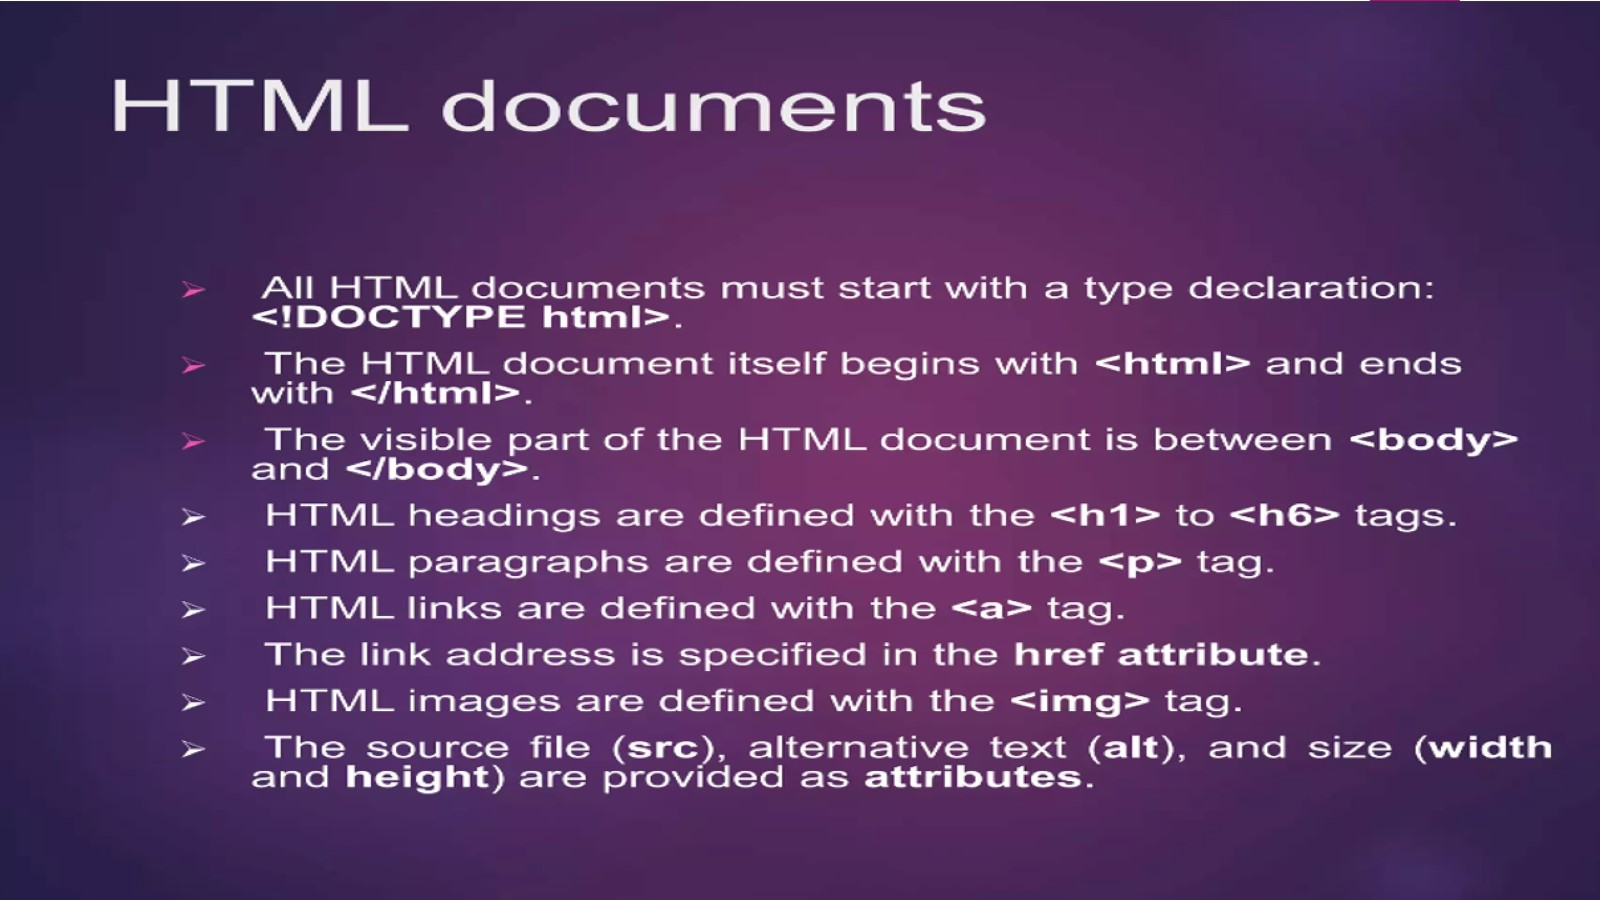 HTML documents
All HTML documents must start with a type declaration:
<!DOCTYPE html>.
The HTML document itself begins with <html> and ends
with </html>.
The visible part of the HTML document is between <body>
and </body>.
HTML headings are defined with the <h1> to <h6> tags.
HTML paragraphs are defined with the <p> tag.
HTML links are defined with the <a> tag.
The link address is specified in the href attribute.
HTML images are defined with the <img> tag.
The source file (src), alternative text (alt), and size (width
and height) are provided as attributes.